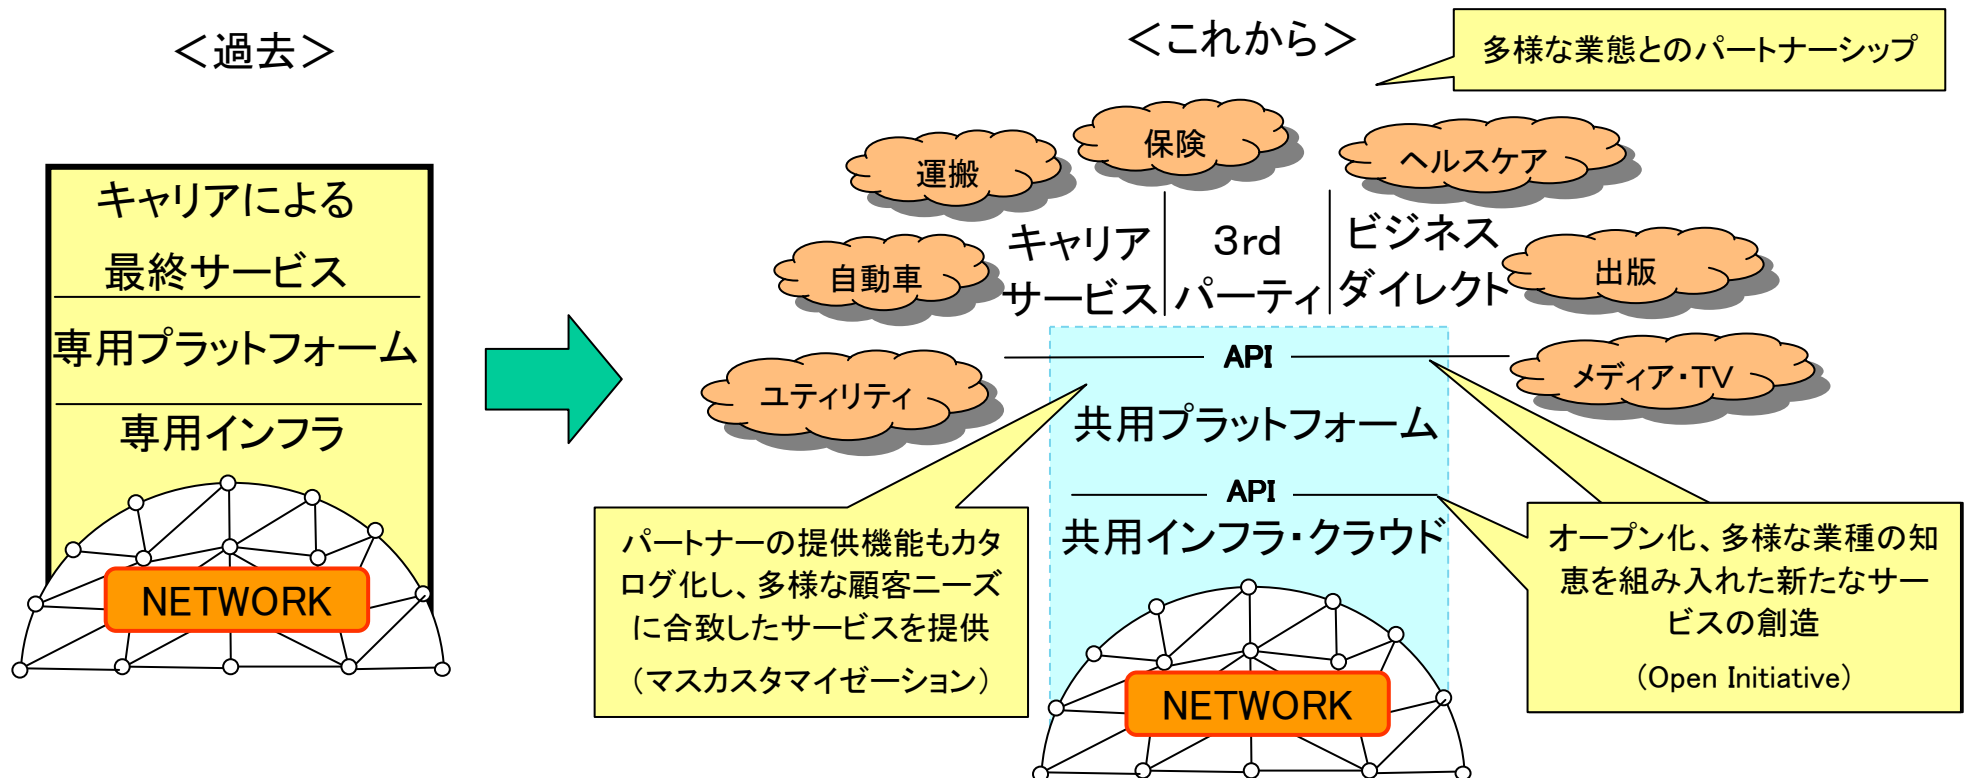 ＜過去＞
キャリアによる
最終サービス
専用プラットフォーム
専用インフラ
NETWORK
＜これから＞
多様な業態とのパートナーシップ
運搬
保険
ヘルスケア
自動車
出版
ユティリティ
メディア・TV
キャリア
サービス
3rd
パーティ
ビジネス
ダイレクト
API
共用プラットフォーム
API
共用インフラ・クラウド
NETWORK
パートナーの提供機能もカタ
ログ化し、多様な顧客ニーズ
に合致したサービスを提供
（マスカスタマイゼーション）
オープン化、多様な業種の知
恵を組み入れた新たなサー
ビスの創造
（Open Initiative）